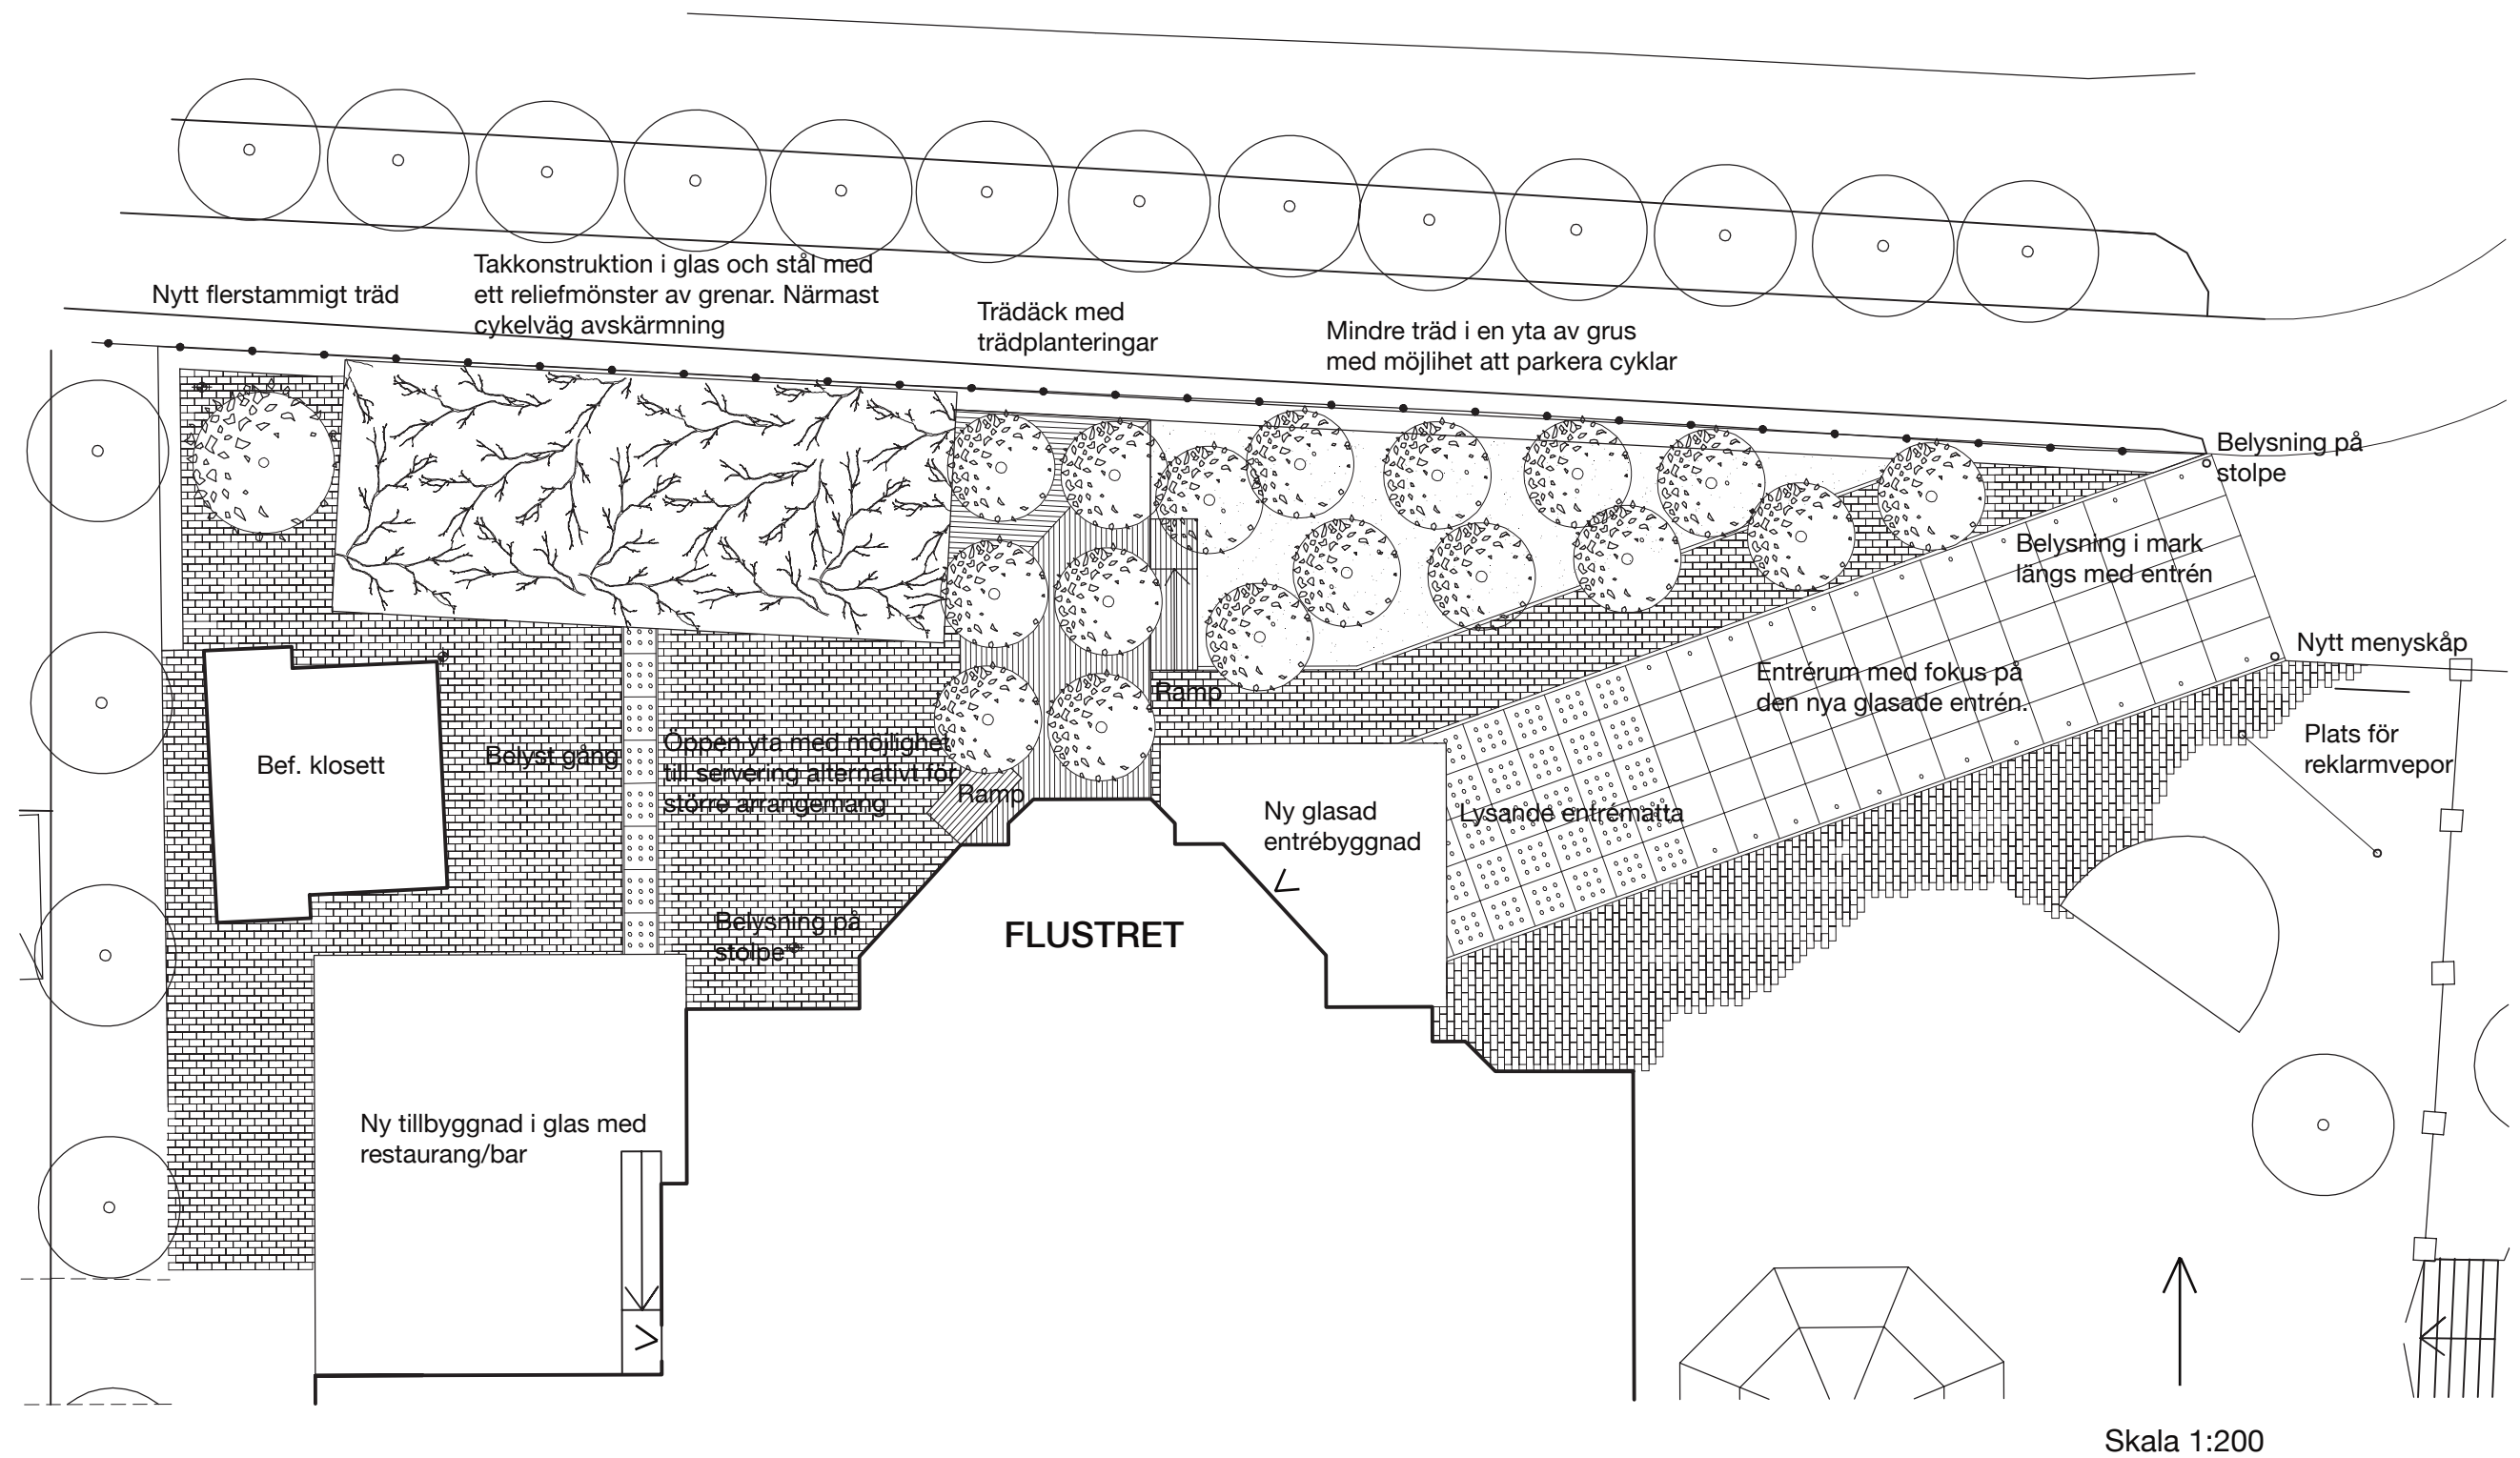 Takkonstruktion i glas och stål med
ett reliefmönster av grenar. Närmast
cykelväg avskärmning
Nytt flerstammigt träd
Trädäck med
trädplanteringar
Mindre träd i en yta av grus
med möjlihet att parkera cyklar
Belysning på
stolpe
Belysning i mark
längs med entrén
Nytt menyskåp
Entrérum med fokus på
den nya glasade entrén.
Ramp
Plats för
reklarmvepor
Bef. klosett
Belyst gång
Öppen yta med möjlighet
till servering alternativt för
större arrangemang
Ramp
Ny glasad
entrébyggnad
Lysande entrématta
Belysning på
stolpe
FLUSTRET
Ny tillbyggnad i glas med
restaurang/bar
Skala 1:200